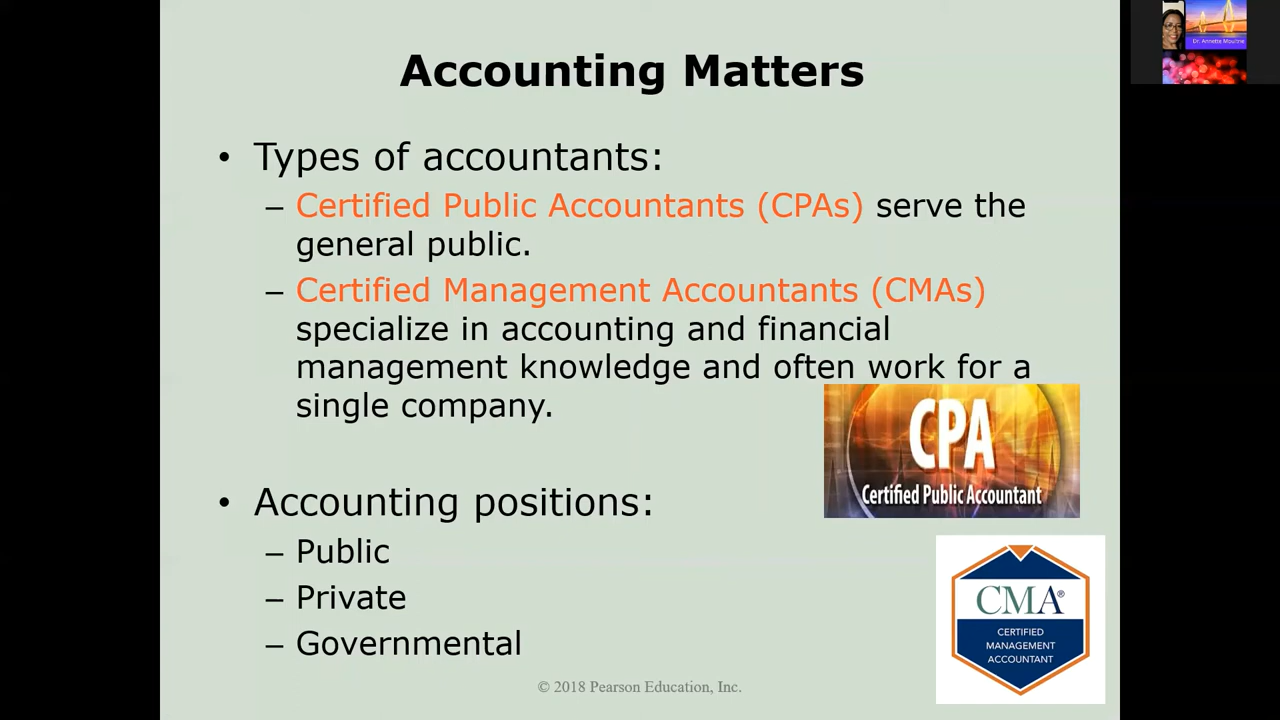 Accounting Matters
• Types of accountants:
– Certified Public Accountants (CPAs) serve the
general public.
– Certified Management Accountants (CMAs)
specialize in accounting and financial
management knowledge and often work for a
single company.
• Accounting positions:
– Public
– Private
– Governmental
CPA
Certified Public Accountant
CMA®
CERTIFIED
MANAGEMENT
ACCOUNTANT
© 2018 Pearson Education, Inc.
Dr. Annette